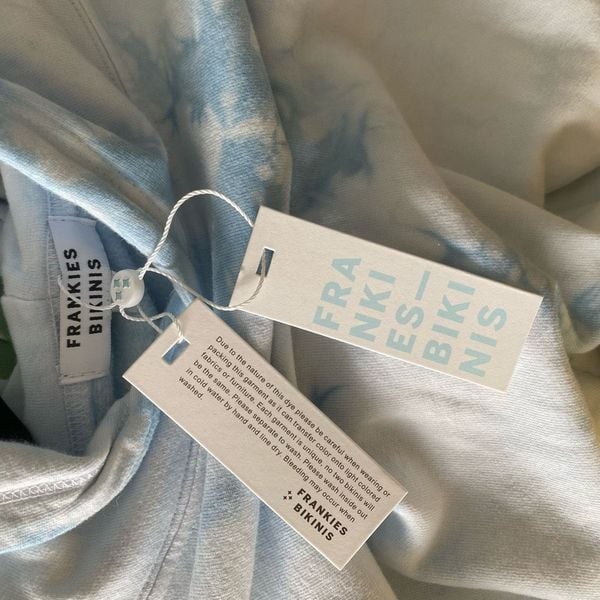 FRANKIES
BIKINIS
FRA
NKI
ES—
BIKI
NIS
Due to the nature of this dye please be careful when wearing or
packing this garment as it can transfer color onto light colored
fabrics or furniture. Each garment is unique, no two bikinis will
be the same. Please separate to wash. Please wash inside out
in cold water by hand and line dry. Bleeding may occur when
washed.
FRANKIES
BIKINIS